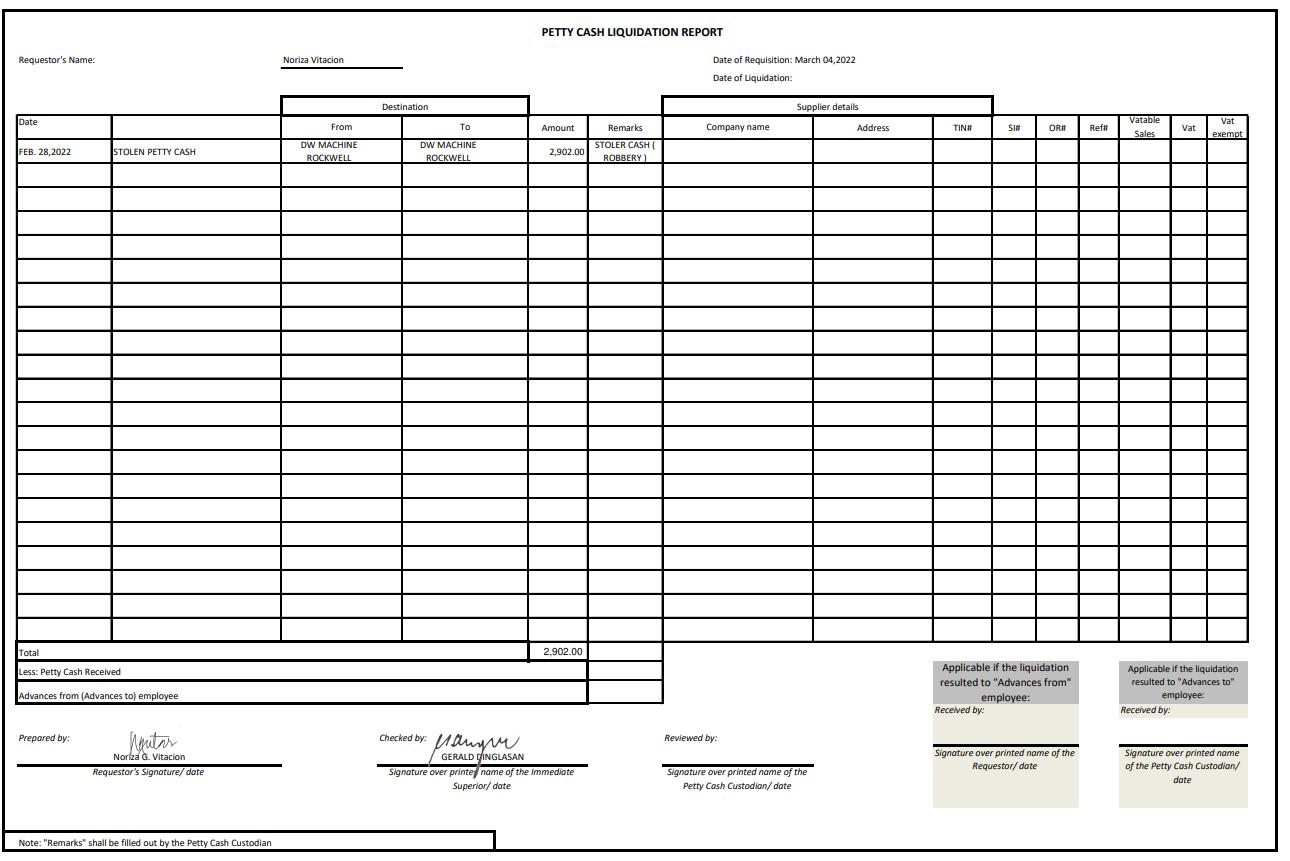 PETTY CASH LIQUIDATION REPORT
Requestor's Name: Noriza Vitacion Date of Requisition: March 04,2022
Date of Liquidation:
Destination Supplier details
Date From To Amount Remarks Company name Address TIN# SI# OR# Ref# Vatable Sales Vat Vat exempt
FEB. 28,2022 STOLEN PETTY CASH DW MACHINE ROCKWELL DW MACHINE ROCKWELL 2,902.00 STOLER CASH ( ROBBERY )
Total 2,902.00
Less: Petty Cash Received
Advances from (Advances to) employee
Applicable if the liquidation resulted to "Advances from" employee:
Received by:
Signature over printed name of the Requestor/ date
Applicable if the liquidation resulted to "Advances to" employee:
Received by:
Signature over printed name of the Petty Cash Custodian/ date
Prepared by:
Noriza G. Vitacion
Requestor's Signature/ date
Checked by:
GERALD DINGLASAN
Signature over printed name of the Immediate Superior/ date
Reviewed by:
Signature over printed name of the Petty Cash Custodian/ date
Note: "Remarks" shall be filled out by the Petty Cash Custodian